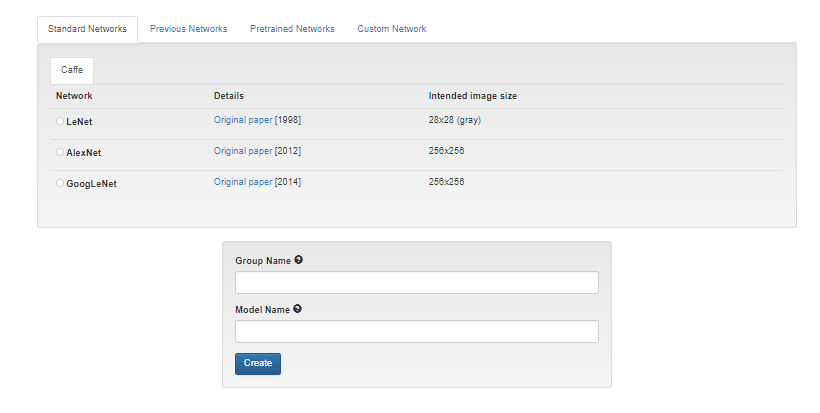 Standard Networks Previous Networks Pretrained Networks Custom Network
Caffe
Network Details Intended image size
LeNet Original paper [1998] 28x28 (gray)
AlexNet Original paper [2012] 256x256
GoogLeNet Original paper [2014] 256x256
Group Name
Model Name
Create